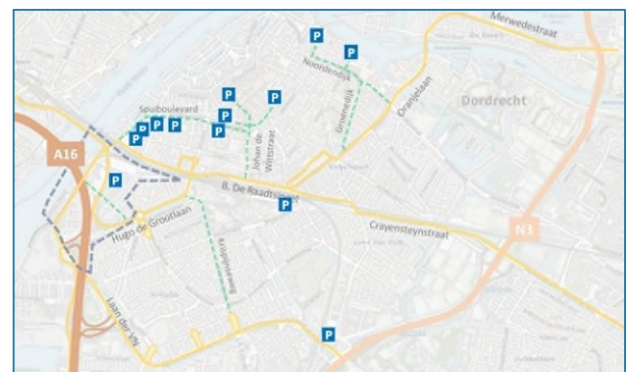 Merwedestraat
P
P
Noordendijk
P
P
Oranjelaan
Dordrecht
Spuiboulevard
Groenedijk
P
P
P
P
P
P
P
Johan de
Wittstraat
A16
P
B. De Raadtsingel
P
Crayensteynstraat
N3
Hugo de Grootlaan
Krispijnseweg
Laan der VN
P